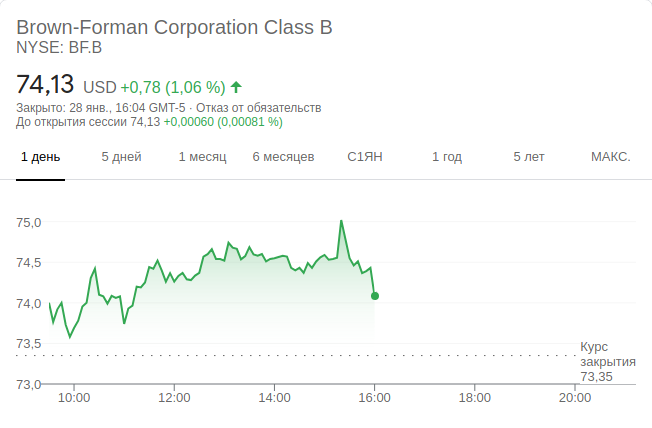 Brown-Forman Corporation Class B
NYSE: BF.B
74,13 USD +0,78 (1,06 %)
Закрыто: 28 янв., 16:04 GMT-5 · Отказ от обязательств
До открытия сессии 74,13 +0,00060 (0,00081 %)
1 день 5 дней 1 месяц 6 месяцев С1ЯН 1 год 5 лет МАКС.
75,0
74,5
74,0
73,5
Курс
закрытия
73,35
73,0
10:00 12:00 14:00 16:00 18:00 20:00